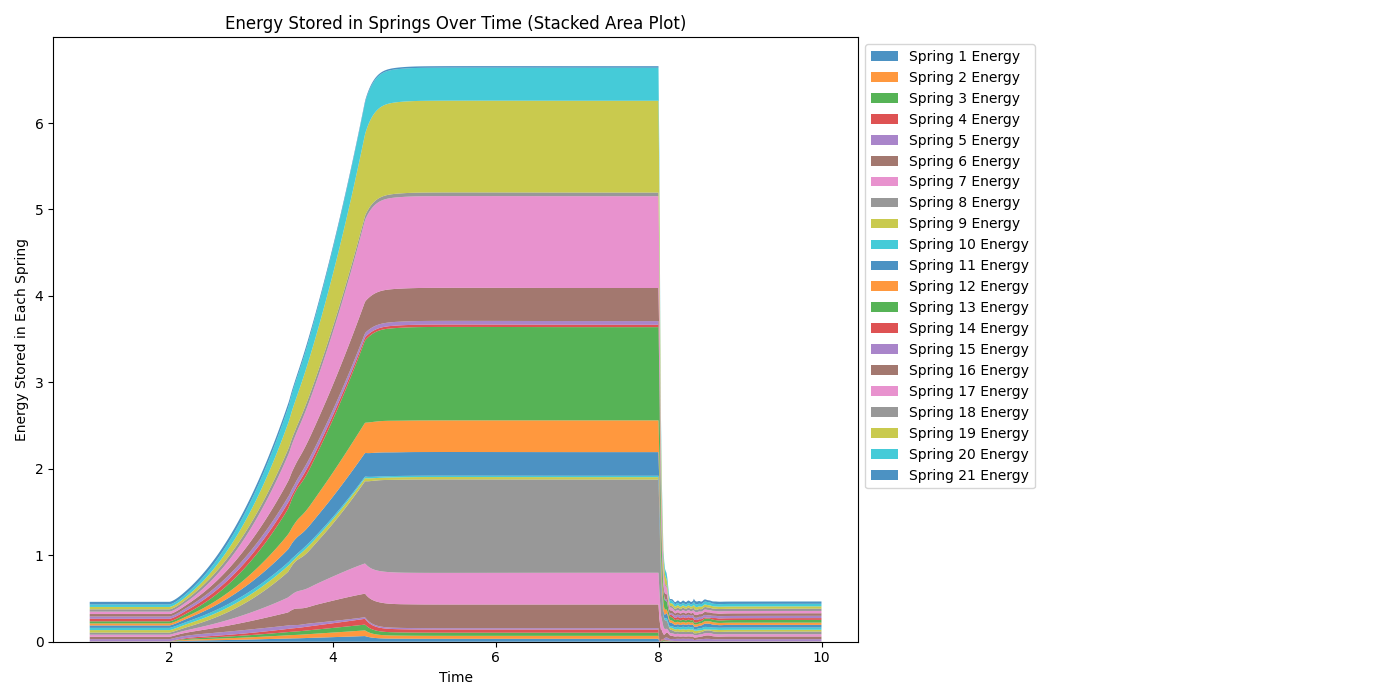 Energy Stored in Springs Over Time (Stacked Area Plot)
Energy Stored in Each Spring
6
5
4
3
2
1
0
2
4
6
8
10
Time
Spring 1 Energy
Spring 2 Energy
Spring 3 Energy
Spring 4 Energy
Spring 5 Energy
Spring 6 Energy
Spring 7 Energy
Spring 8 Energy
Spring 9 Energy
Spring 10 Energy
Spring 11 Energy
Spring 12 Energy
Spring 13 Energy
Spring 14 Energy
Spring 15 Energy
Spring 16 Energy
Spring 17 Energy
Spring 18 Energy
Spring 19 Energy
Spring 20 Energy
Spring 21 Energy